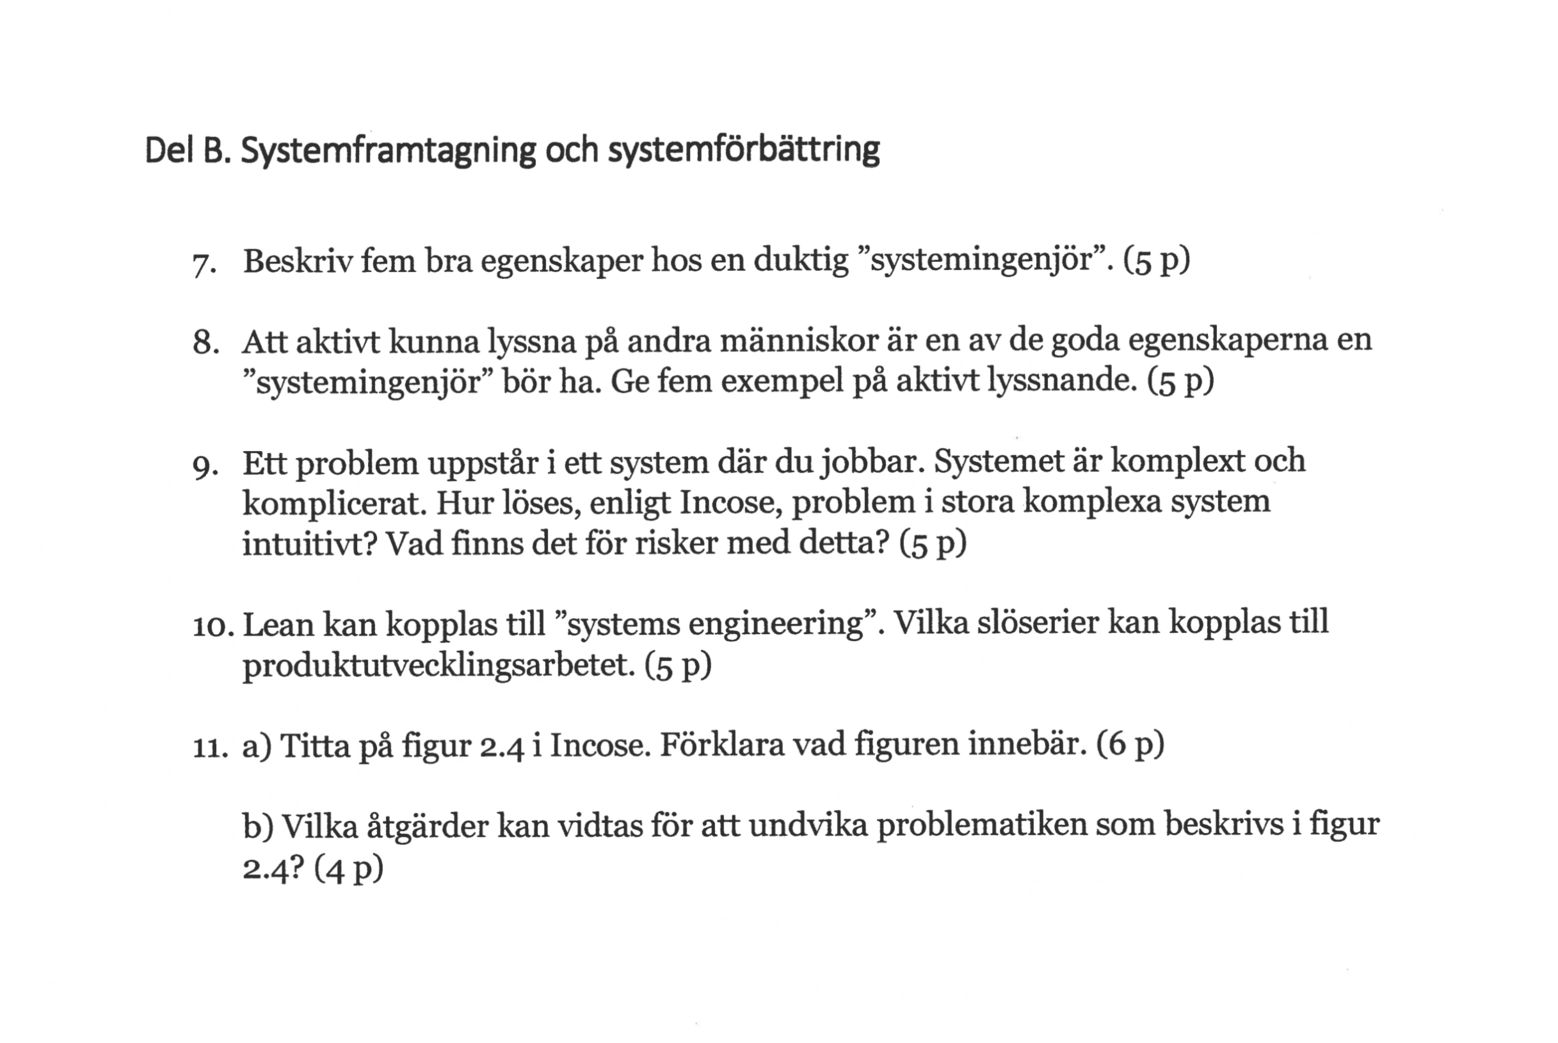 Del B. Systemframtagning och systemförbättring
7. Beskriv fem bra egenskaper hos en duktig ”systemingenjör”. (5 p)
8. Att aktivt kunna lyssna på andra människor är en av de goda egenskaperna en
”systemingenjör” bör ha. Ge fem exempel på aktivt lyssnande. (5 p)
9. Ett problem uppstår i ett system där du jobbar. Systemet är komplext och
komplicerat. Hur löses, enligt Incose, problem i stora komplexa system
intuitivt? Vad finns det för risker med detta? (5 p)
10. Lean kan kopplas till ”systems engineering”. Vilka slöserier kan kopplas till
produktutvecklingsarbetet. (5 p)
11. a) Titta på figur 2.4 i Incose. Förklara vad figuren innebär. (6 p)
b) Vilka åtgärder kan vidtas för att undvika problematiken som beskrivs i figur
2.4? (4 p)